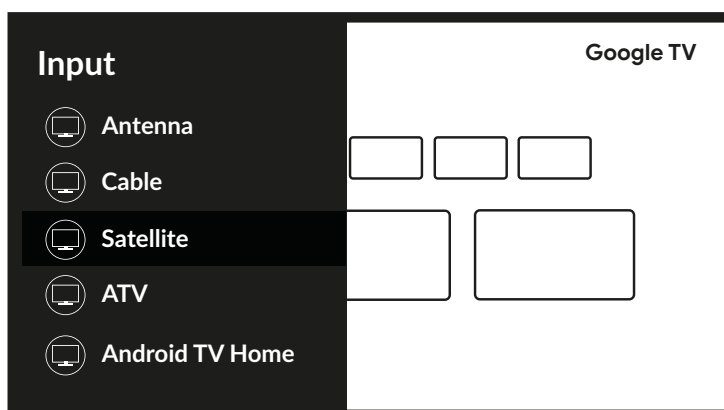 Input
Google TV
Antenna
Cable
Satellite
ATV
Android TV Home